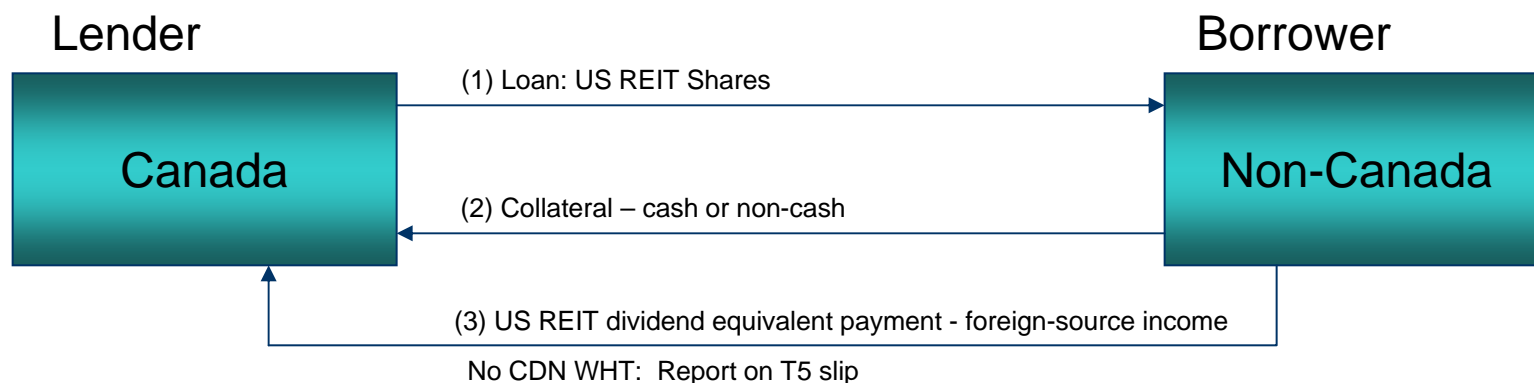 Lender
Borrower
(1) Loan: US REIT Shares
Canada
Non-Canada
(2) Collateral – cash or non-cash
(3) US REIT dividend equivalent payment - foreign-source income
No CDN WHT:  Report on T5 slip